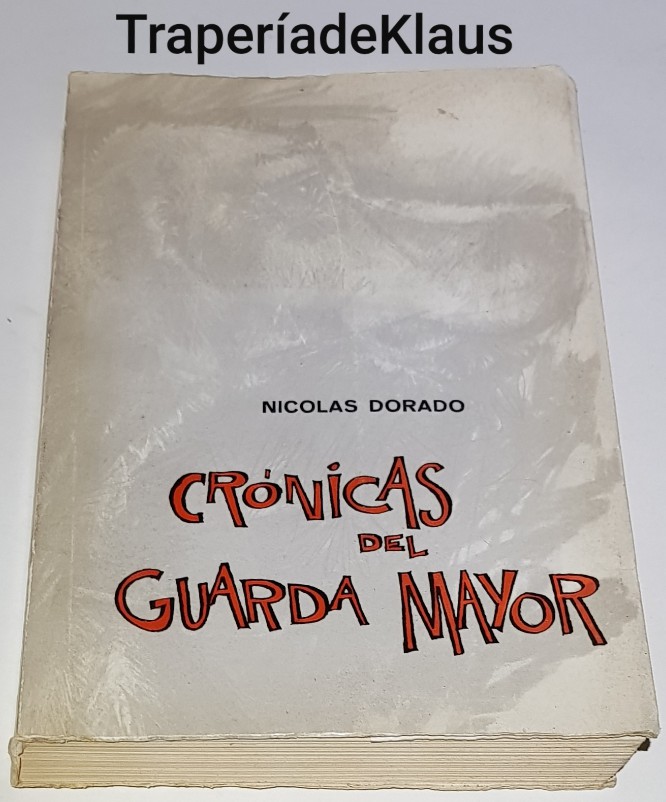 TraperíadeKlaus
NICOLAS DORADO
CRÓNiCAS
DEL
GUARDA MAYOR